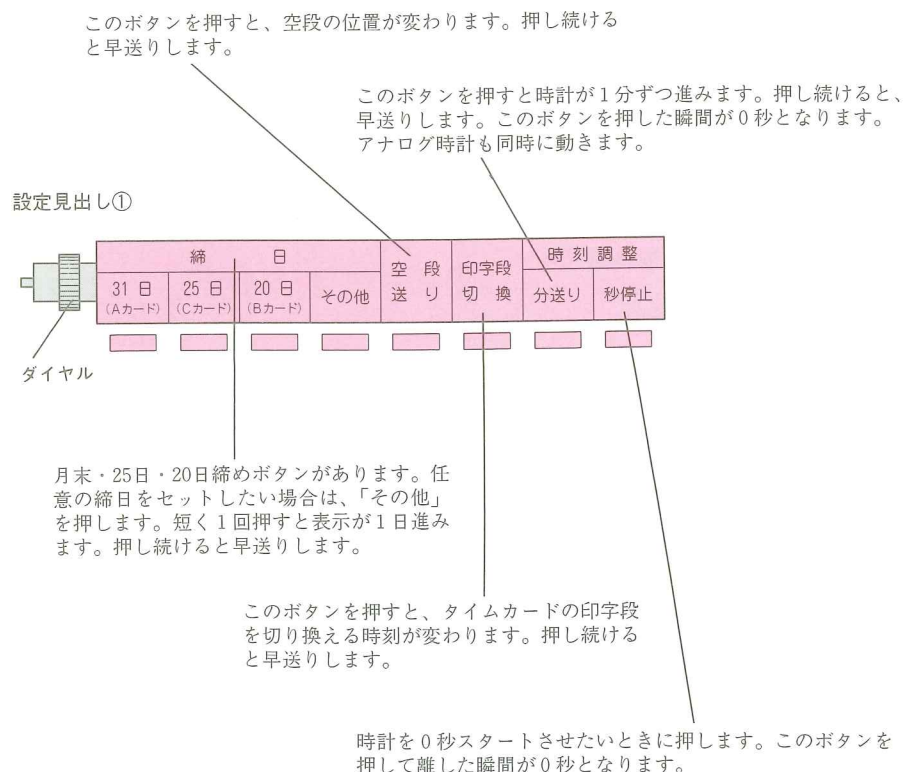 このボタンを押すと、空段の位置が変わります。押し続ける
と早送りします。
このボタンを押すと時計が1分ずつ進みます。押し続けると、
早送りします。このボタンを押した瞬間が0秒となります。
アナログ時計も同時に動きます。
設定見出し①
締 日
31 日
(Aカード)
25 日
(Cカード)
20 日
(Bカード)
その他
空 段
送 り
印字段
切 換
時 刻 調 整
分送り
秒停止
ダイヤル
月末・25日・20日締めボタンがあります。任
意の締日をセットしたい場合は、「その他」
を押します。短く1回押すと表示が1日進み
ます。押し続けると早送りします。
このボタンを押すと、タイムカードの印字段
を切り換える時刻が変わります。押し続ける
と早送りします。
時計を0秒スタートさせたいときに押します。このボタンを
押して離した瞬間が0秒となります。